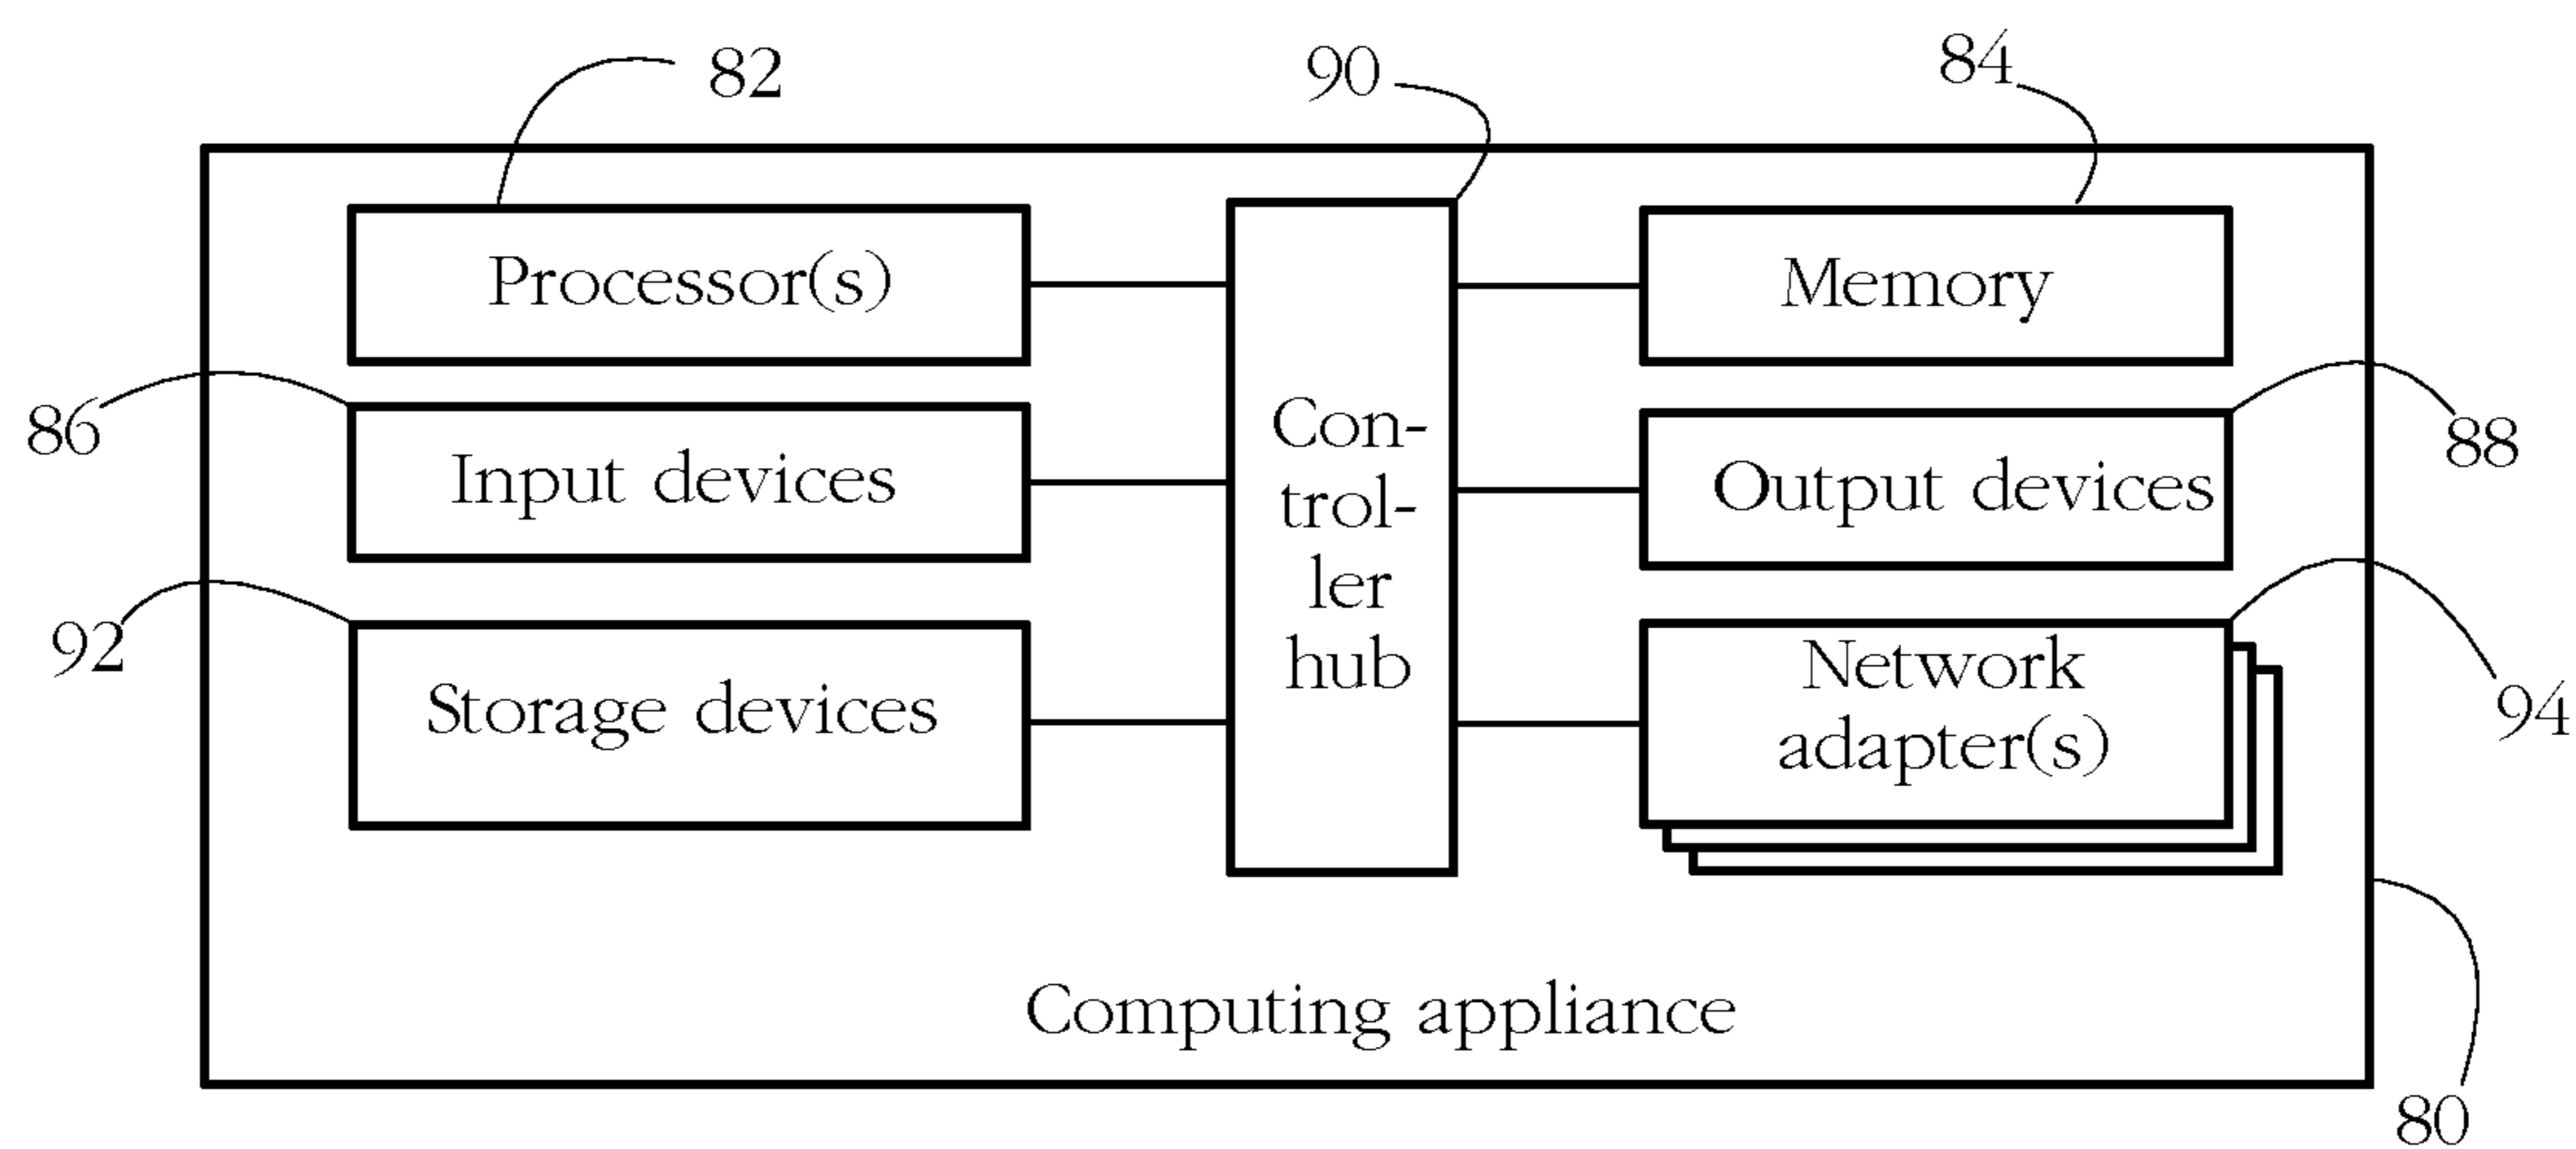 82
90
84
Processor(s)
Memory
86
Input devices
Con-
trol-
ler
hub
Output devices
88
92
Storage devices
Network
adapter(s)
94
Computing appliance
80